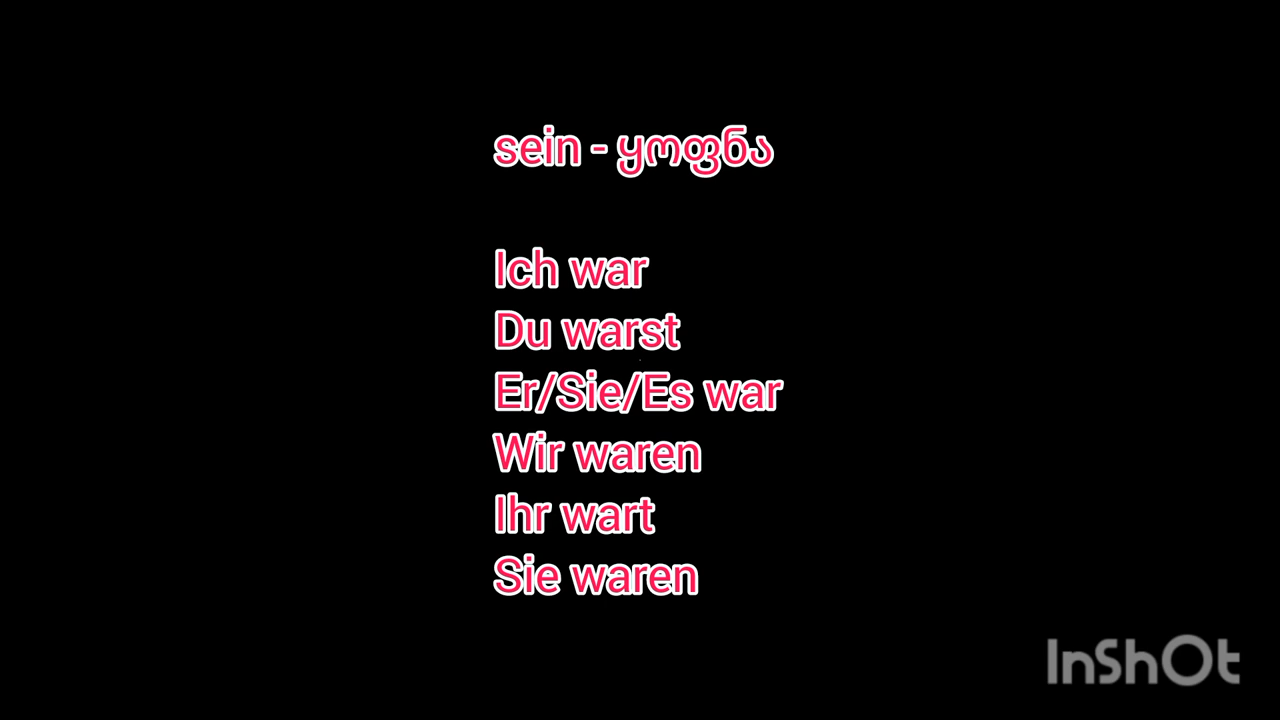 sein - ყოფნა
Ich war
Du warst
Er/Sie/Es war
Wir waren
Ihr wart
Sie waren
InShOt